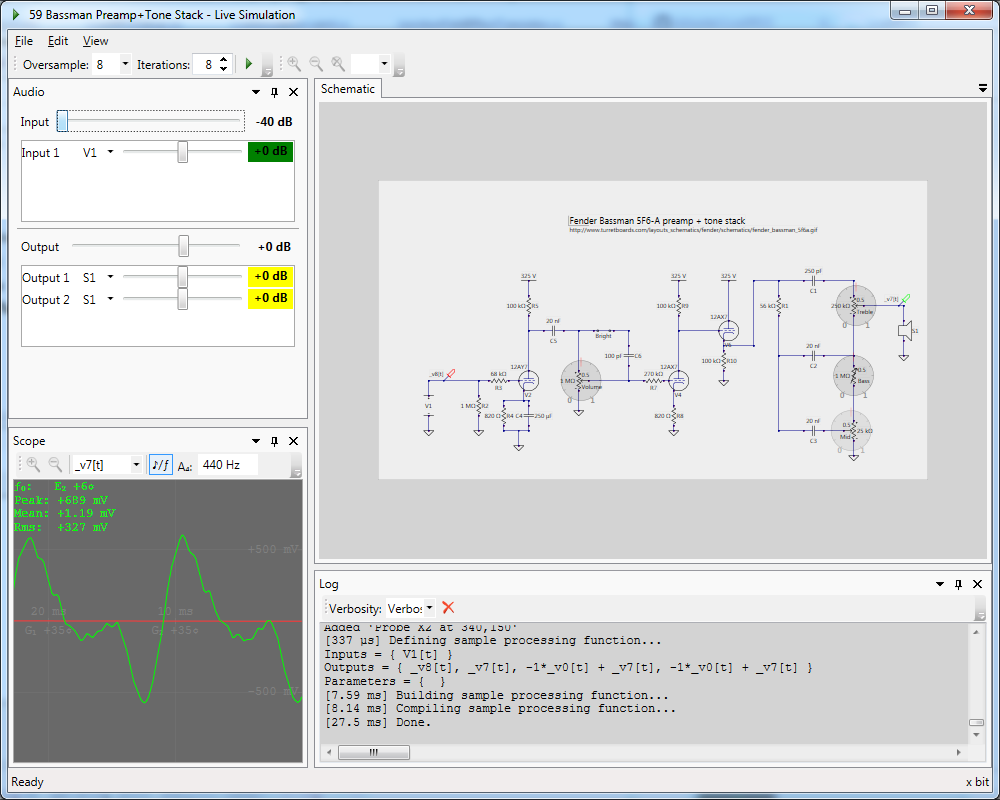 59 Bassman Preamp+Tone Stack - Live Simulation
File Edit View
Oversample: 8 Iterations: 8
Audio
Input -40 dB
Input 1 V1 +0 dB
Output +0 dB
Output 1 S1 +0 dB
Output 2 S1 +0 dB
Scope
_v7[t] ♪/f A₄: 440 Hz
f₀: E₂ +6¢
Peak: +689 mV
Mean: +1.19 mV
Rms: +327 mV
+500 mV
20 ms 10 ms
G₁ +35¢ G₂ +35¢
-500 mV
Schematic
Fender Bassman 5F6-A preamp + tone stack
http://www.turretboards.com/layouts_schematics/fender/schematics/fender_bassman_5f6a.gif
325 V 325 V 325 V 250 pF
C1
100 kΩ R5 100 kΩ R9 56 kΩ R1 250 kΩ 0.5 Treble _v7[t]
0 1
20 nF C5 Bright 12AX7 V6 S1
100 pF C6 100 kΩ R10 20 nF C2
_v8[t] 68 kΩ R3 12AY7 V2 1 MΩ 0.5 Volume 270 kΩ R7 12AX7 V4 1 MΩ 0.5 Bass
0 1 0 1
V1 1 MΩ R2 820 Ω R4 C4 250 µF 820 Ω R8 20 nF C3 0.5 25 kΩ Mid
0 1
Log
Verbosity: Verbos
Added 'Probe X2 at 340,150'
[337 µs] Defining sample processing function...
Inputs = { V1[t] }
Outputs = { _v8[t], _v7[t], -1*_v0[t] + _v7[t], -1*_v0[t] + _v7[t] }
Parameters = { }
[7.59 ms] Building sample processing function...
[8.14 ms] Compiling sample processing function...
[27.5 ms] Done.
Ready x bit